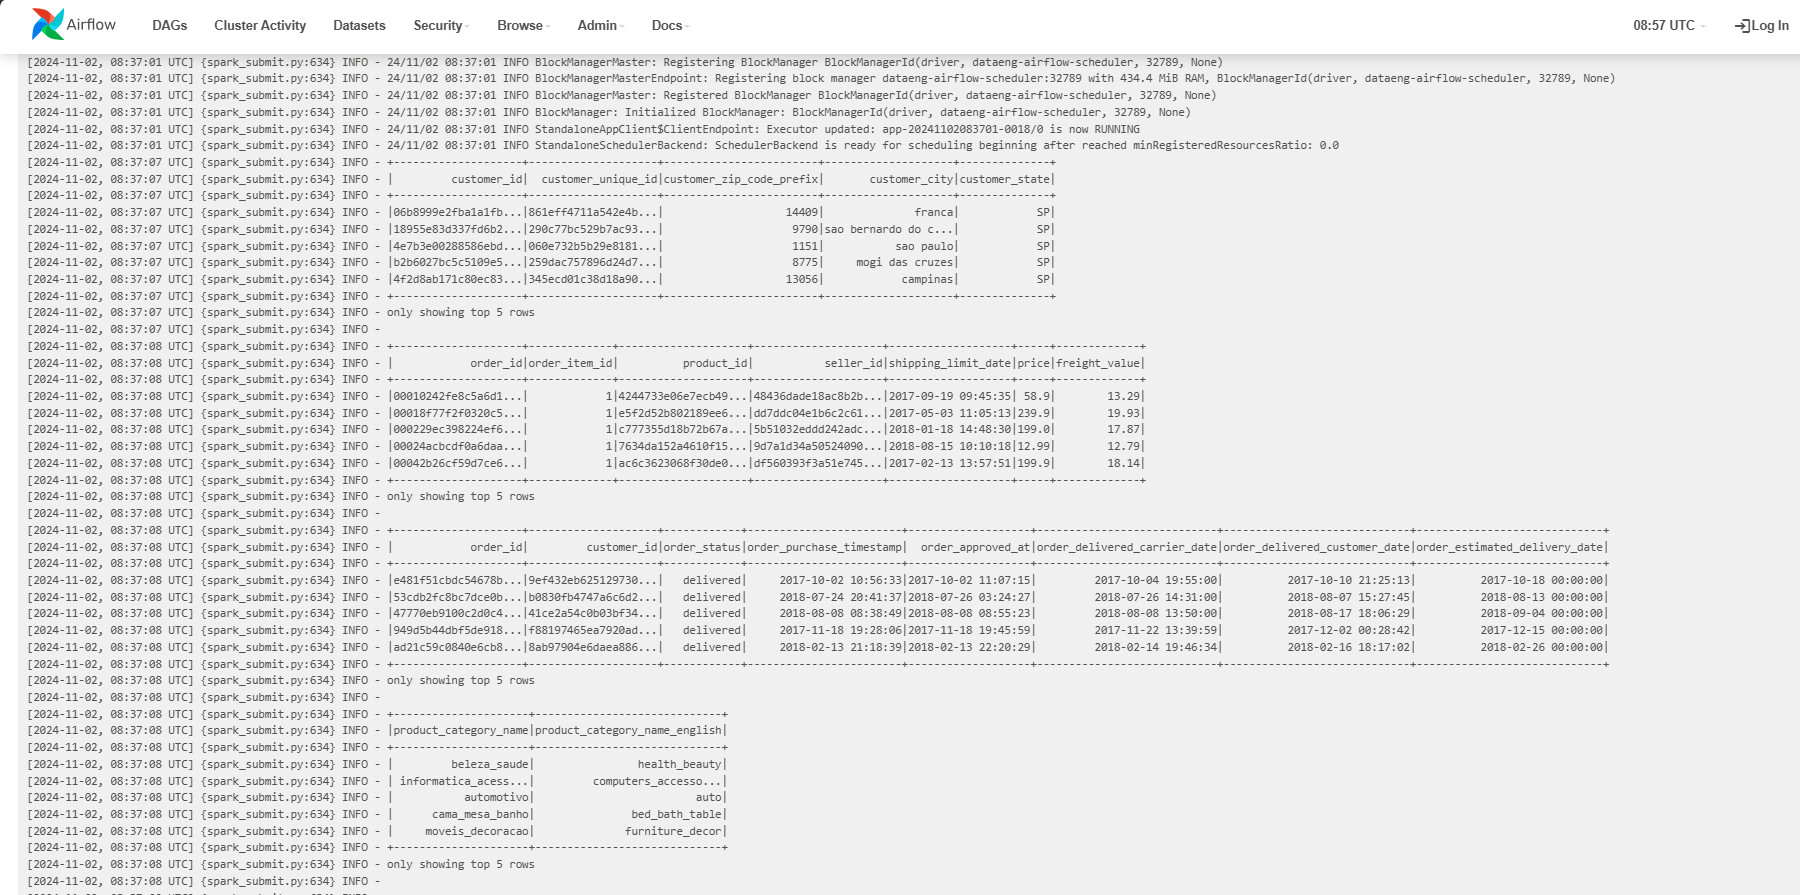 Airflow DAGs Cluster Activity Datasets Security Browse Admin Docs 08:57 UTC Log In
[2024-11-02, 08:37:01 UTC] {spark_submit.py:634} INFO - 24/11/02 08:37:01 INFO BlockManagerMaster: Registering BlockManager BlockManagerId(driver, dataeng-airflow-scheduler, 32789, None)
[2024-11-02, 08:37:01 UTC] {spark_submit.py:634} INFO - 24/11/02 08:37:01 INFO BlockManagerMasterEndpoint: Registering block manager dataeng-airflow-scheduler:32789 with 434.4 MiB RAM, BlockManagerId(driver, dataeng-airflow-scheduler, 32789, None)
[2024-11-02, 08:37:01 UTC] {spark_submit.py:634} INFO - 24/11/02 08:37:01 INFO BlockManagerMaster: Registered BlockManager BlockManagerId(driver, dataeng-airflow-scheduler, 32789, None)
[2024-11-02, 08:37:01 UTC] {spark_submit.py:634} INFO - 24/11/02 08:37:01 INFO BlockManager: Initialized BlockManager: BlockManagerId(driver, dataeng-airflow-scheduler, 32789, None)
[2024-11-02, 08:37:01 UTC] {spark_submit.py:634} INFO - 24/11/02 08:37:01 INFO StandaloneAppClient$ClientEndpoint: Executor updated: app-20241102083701-0018/0 is now RUNNING
[2024-11-02, 08:37:01 UTC] {spark_submit.py:634} INFO - 24/11/02 08:37:01 INFO StandaloneSchedulerBackend: SchedulerBackend is ready for scheduling beginning after reached minRegisteredResourcesRatio: 0.0
[2024-11-02, 08:37:07 UTC] {spark_submit.py:634} INFO - +--------------------+--------------------+------------------------+--------------------+--------------+
[2024-11-02, 08:37:07 UTC] {spark_submit.py:634} INFO - |         customer_id|  customer_unique_id|customer_zip_code_prefix|       customer_city|customer_state|
[2024-11-02, 08:37:07 UTC] {spark_submit.py:634} INFO - +--------------------+--------------------+------------------------+--------------------+--------------+
[2024-11-02, 08:37:07 UTC] {spark_submit.py:634} INFO - |06b8999e2fba1a1fb...|861eff4711a542e4b...|                   14409|              franca|            SP|
[2024-11-02, 08:37:07 UTC] {spark_submit.py:634} INFO - |18955e83d337fd6b2...|290c77bc529b7ac93...|                    9790|sao bernardo do c...|            SP|
[2024-11-02, 08:37:07 UTC] {spark_submit.py:634} INFO - |4e7b3e00288586ebd...|060e732b5b29e8181...|                    1151|           sao paulo|            SP|
[2024-11-02, 08:37:07 UTC] {spark_submit.py:634} INFO - |b2b6027bc5c5109e5...|259dac757896d24d7...|                    8775|     mogi das cruzes|            SP|
[2024-11-02, 08:37:07 UTC] {spark_submit.py:634} INFO - |4f2d8ab171c80ec83...|345ecd01c38d18a90...|                   13056|            campinas|            SP|
[2024-11-02, 08:37:07 UTC] {spark_submit.py:634} INFO - +--------------------+--------------------+------------------------+--------------------+--------------+
[2024-11-02, 08:37:07 UTC] {spark_submit.py:634} INFO - only showing top 5 rows
[2024-11-02, 08:37:07 UTC] {spark_submit.py:634} INFO -
[2024-11-02, 08:37:08 UTC] {spark_submit.py:634} INFO - +--------------------+-------------+--------------------+--------------------+-------------------+-----+-------------+
[2024-11-02, 08:37:08 UTC] {spark_submit.py:634} INFO - |            order_id|order_item_id|          product_id|           seller_id|shipping_limit_date|price|freight_value|
[2024-11-02, 08:37:08 UTC] {spark_submit.py:634} INFO - +--------------------+-------------+--------------------+--------------------+-------------------+-----+-------------+
[2024-11-02, 08:37:08 UTC] {spark_submit.py:634} INFO - |00010242fe8c5a6d1...|            1|4244733e06e7ecb49...|48436dade18ac8b2b...|2017-09-19 09:45:35| 58.9|        13.29|
[2024-11-02, 08:37:08 UTC] {spark_submit.py:634} INFO - |00018f77f2f0320c5...|            1|e5f2d52b802189ee6...|dd7ddc04e1b6c2c61...|2017-05-03 11:05:13|239.9|        19.93|
[2024-11-02, 08:37:08 UTC] {spark_submit.py:634} INFO - |000229ec398224ef6...|            1|c777355d18b72b67a...|5b51032eddd242adc...|2018-01-18 14:48:30|199.0|        17.87|
[2024-11-02, 08:37:08 UTC] {spark_submit.py:634} INFO - |00024acbcdf0a6daa...|            1|7634da152a4610f15...|9d7a1d34a50524090...|2018-08-15 10:10:18|12.99|        12.79|
[2024-11-02, 08:37:08 UTC] {spark_submit.py:634} INFO - |00042b26cf59d7ce6...|            1|ac6c3623068f30de0...|df560393f3a51e745...|2017-02-13 13:57:51|199.9|        18.14|
[2024-11-02, 08:37:08 UTC] {spark_submit.py:634} INFO - +--------------------+-------------+--------------------+--------------------+-------------------+-----+-------------+
[2024-11-02, 08:37:08 UTC] {spark_submit.py:634} INFO - only showing top 5 rows
[2024-11-02, 08:37:08 UTC] {spark_submit.py:634} INFO -
[2024-11-02, 08:37:08 UTC] {spark_submit.py:634} INFO - +--------------------+--------------------+------------+------------------------+-------------------+----------------------------+-----------------------------+-----------------------------+
[2024-11-02, 08:37:08 UTC] {spark_submit.py:634} INFO - |            order_id|         customer_id|order_status|order_purchase_timestamp|  order_approved_at|order_delivered_carrier_date|order_delivered_customer_date|order_estimated_delivery_date|
[2024-11-02, 08:37:08 UTC] {spark_submit.py:634} INFO - +--------------------+--------------------+------------+------------------------+-------------------+----------------------------+-----------------------------+-----------------------------+
[2024-11-02, 08:37:08 UTC] {spark_submit.py:634} INFO - |e481f51cbdc54678b...|9ef432eb625129730...|   delivered|     2017-10-02 10:56:33|2017-10-02 11:07:15|         2017-10-04 19:55:00|          2017-10-10 21:25:13|          2017-10-18 00:00:00|
[2024-11-02, 08:37:08 UTC] {spark_submit.py:634} INFO - |53cdb2fc8bc7dce0b...|b0830fb4747a6c6d2...|   delivered|     2018-07-24 20:41:37|2018-07-26 03:24:27|         2018-07-26 14:31:00|          2018-08-07 15:27:45|          2018-08-13 00:00:00|
[2024-11-02, 08:37:08 UTC] {spark_submit.py:634} INFO - |47770eb9100c2d0c4...|41ce2a54c0b03bf34...|   delivered|     2018-08-08 08:38:49|2018-08-08 08:55:23|         2018-08-08 13:50:00|          2018-08-17 18:06:29|          2018-09-04 00:00:00|
[2024-11-02, 08:37:08 UTC] {spark_submit.py:634} INFO - |949d5b44dbf5de918...|f88197465ea7920ad...|   delivered|     2017-11-18 19:28:06|2017-11-18 19:45:59|         2017-11-22 13:39:59|          2017-12-02 00:28:42|          2017-12-15 00:00:00|
[2024-11-02, 08:37:08 UTC] {spark_submit.py:634} INFO - |ad21c59c0840e6cb8...|8ab97904e6daea886...|   delivered|     2018-02-13 21:18:39|2018-02-13 22:20:29|         2018-02-14 19:46:34|          2018-02-16 18:17:02|          2018-02-26 00:00:00|
[2024-11-02, 08:37:08 UTC] {spark_submit.py:634} INFO - +--------------------+--------------------+------------+------------------------+-------------------+----------------------------+-----------------------------+-----------------------------+
[2024-11-02, 08:37:08 UTC] {spark_submit.py:634} INFO - only showing top 5 rows
[2024-11-02, 08:37:08 UTC] {spark_submit.py:634} INFO -
[2024-11-02, 08:37:08 UTC] {spark_submit.py:634} INFO - +---------------------+-----------------------------+
[2024-11-02, 08:37:08 UTC] {spark_submit.py:634} INFO - |product_category_name|product_category_name_english|
[2024-11-02, 08:37:08 UTC] {spark_submit.py:634} INFO - +---------------------+-----------------------------+
[2024-11-02, 08:37:08 UTC] {spark_submit.py:634} INFO - |         beleza_saude|                health_beauty|
[2024-11-02, 08:37:08 UTC] {spark_submit.py:634} INFO - | informatica_acess...|         computers_accesso...|
[2024-11-02, 08:37:08 UTC] {spark_submit.py:634} INFO - |           automotivo|                         auto|
[2024-11-02, 08:37:08 UTC] {spark_submit.py:634} INFO - |      cama_mesa_banho|               bed_bath_table|
[2024-11-02, 08:37:08 UTC] {spark_submit.py:634} INFO - |     moveis_decoracao|              furniture_decor|
[2024-11-02, 08:37:08 UTC] {spark_submit.py:634} INFO - +---------------------+-----------------------------+
[2024-11-02, 08:37:08 UTC] {spark_submit.py:634} INFO - only showing top 5 rows
[2024-11-02, 08:37:08 UTC] {spark_submit.py:634} INFO -